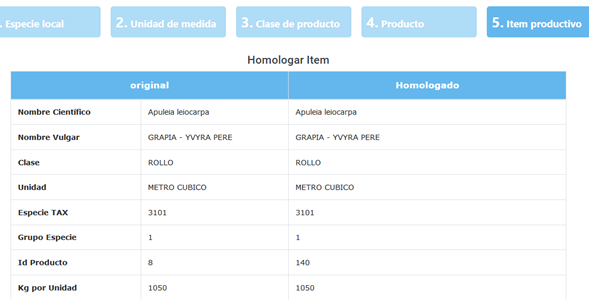 . Especie local
2. Unidad de medida
3. Clase de producto
4. Producto
5. Item productivo
Homologar Item
original Homologado
Nombre Científico Apuleia leiocarpa Apuleia leiocarpa
Nombre Vulgar GRAPIA - YVYRA PERE GRAPIA - YVYRA PERE
Clase ROLLO ROLLO
Unidad METRO CUBICO METRO CUBICO
Especie TAX 3101 3101
Grupo Especie 1 1
Id Producto 8 140
Kg por Unidad 1050 1050